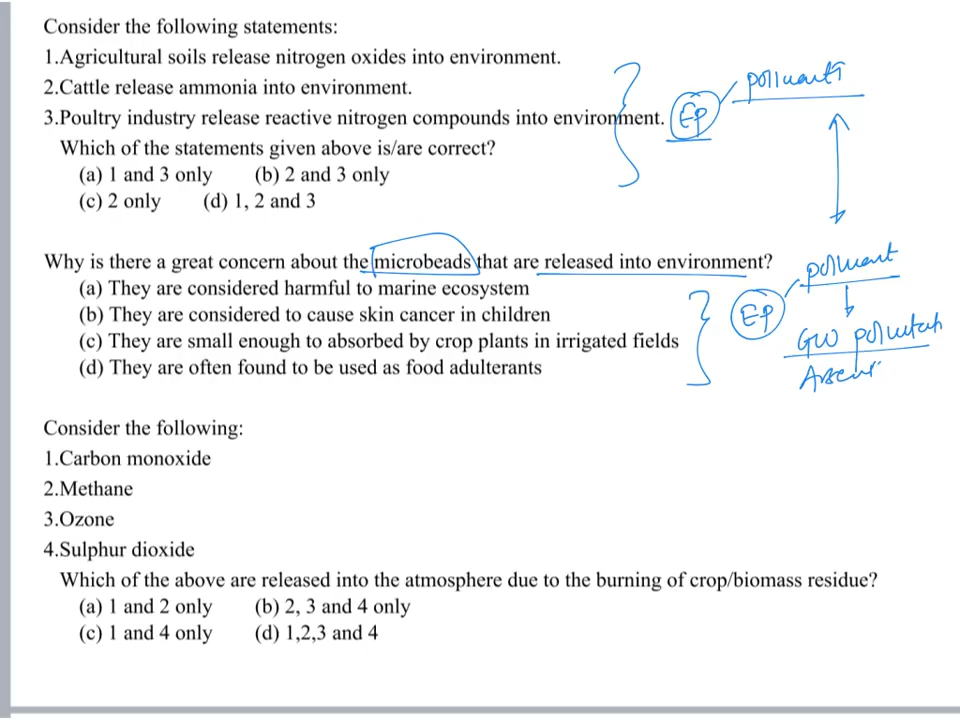 Consider the following statements:
1.Agricultural soils release nitrogen oxides into environment.
2.Cattle release ammonia into environment.
3.Poultry industry release reactive nitrogen compounds into environment.
Which of the statements given above is/are correct?
(a) 1 and 3 only (b) 2 and 3 only
(c) 2 only (d) 1, 2 and 3
EP
pollutants
Why is there a great concern about the microbeads that are released into environment?
(a) They are considered harmful to marine ecosystem
(b) They are considered to cause skin cancer in children
(c) They are small enough to absorbed by crop plants in irrigated fields
(d) They are often found to be used as food adulterants
EP
pollutant
GW
Consider the following:
1.Carbon monoxide
2.Methane
3.Ozone
4.Sulphur dioxide
Which of the above are released into the atmosphere due to the burning of crop/biomass residue?
(a) 1 and 2 only (b) 2, 3 and 4 only
(c) 1 and 4 only (d) 1,2,3 and 4